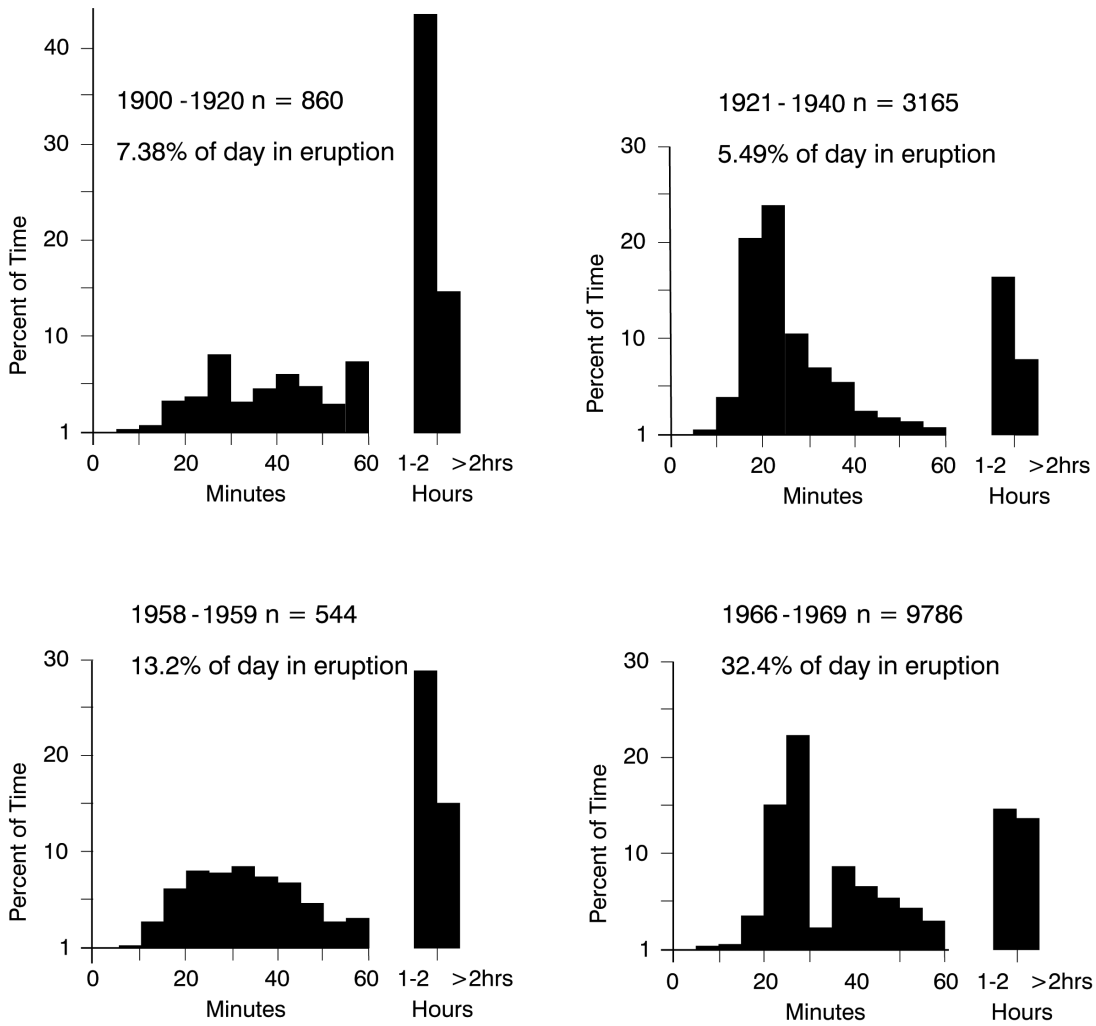 1900 - 1920 n = 860
7.38% of day in eruption
40
30
20
10
1
Percent of Time
0 20 40 60 1-2 >2hrs
Minutes Hours
1921 - 1940 n = 3165
5.49% of day in eruption
30
20
10
1
Percent of Time
0 20 40 60 1-2 >2hrs
Minutes Hours
1958 - 1959 n = 544
13.2% of day in eruption
30
20
10
1
Percent of Time
0 20 40 60 1-2 >2hrs
Minutes Hours
1966 - 1969 n = 9786
32.4% of day in eruption
30
20
10
1
Percent of Time
0 20 40 60 1-2 >2hrs
Minutes Hours